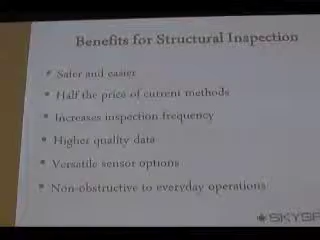 Benefits for Structural Inspection
• Safer and easier
• Half the price of current methods
• Increases inspection frequency
• Higher quality data
• Versatile sensor options
• Non-obstructive to everyday operations